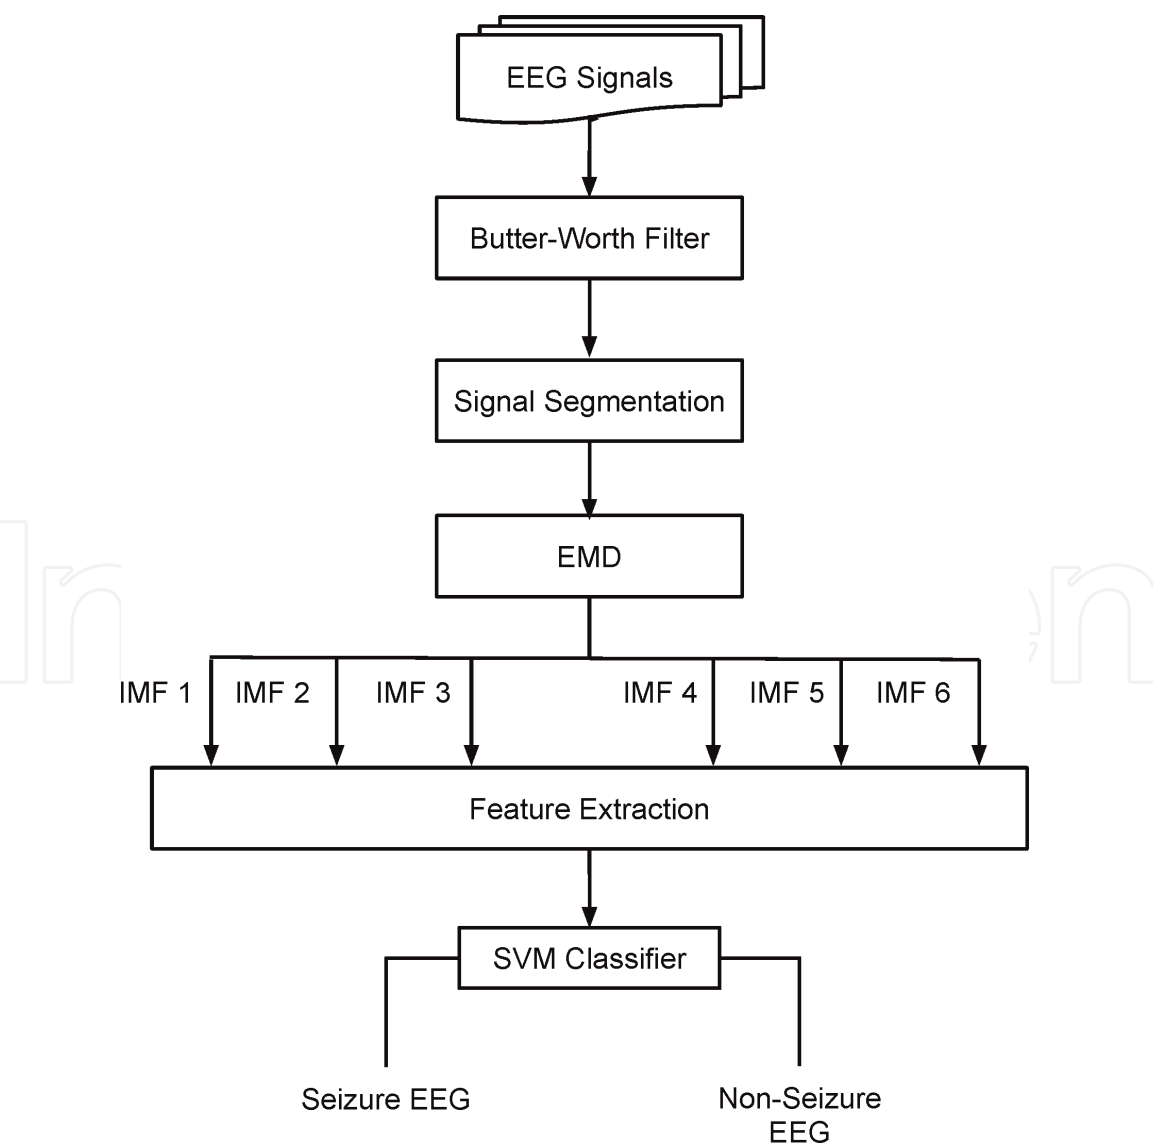 EEG Signals
Butter-Worth Filter
Signal Segmentation
EMD
IMF 1 IMF 2 IMF 3 IMF 4 IMF 5 IMF 6
Feature Extraction
SVM Classifier
Seizure EEG
Non-Seizure
EEG